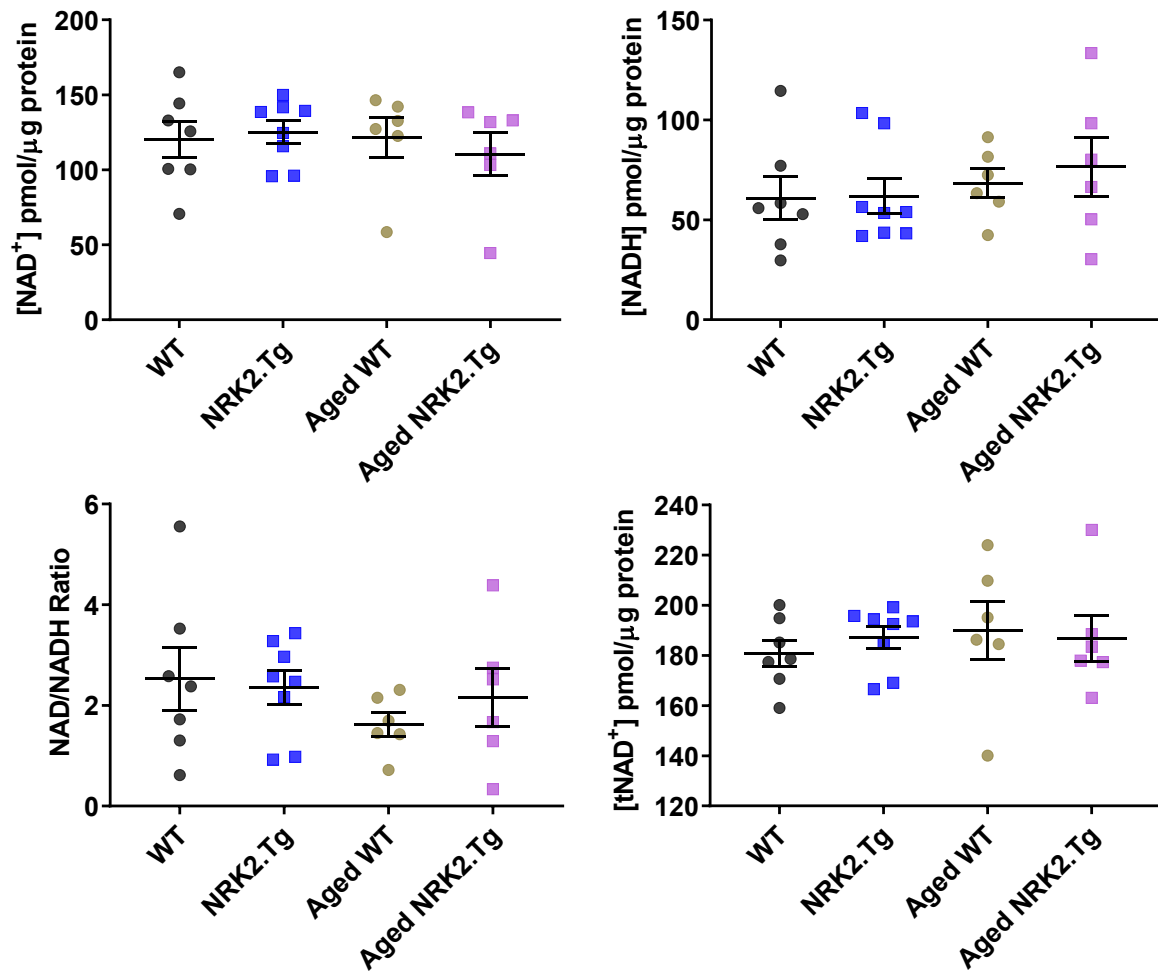 [NAD⁺] pmol/μg protein
200
150
100
50
0
WT
NRK2.Tg
Aged WT
Aged NRK2.Tg
[NADH] pmol/μg protein
150
100
50
0
WT
NRK2.Tg
Aged WT
Aged NRK2.Tg
NAD/NADH Ratio
6
4
2
0
WT
NRK2.Tg
Aged WT
Aged NRK2.Tg
[tNAD⁺] pmol/μg protein
240
220
200
180
160
140
120
WT
NRK2.Tg
Aged WT
Aged NRK2.Tg